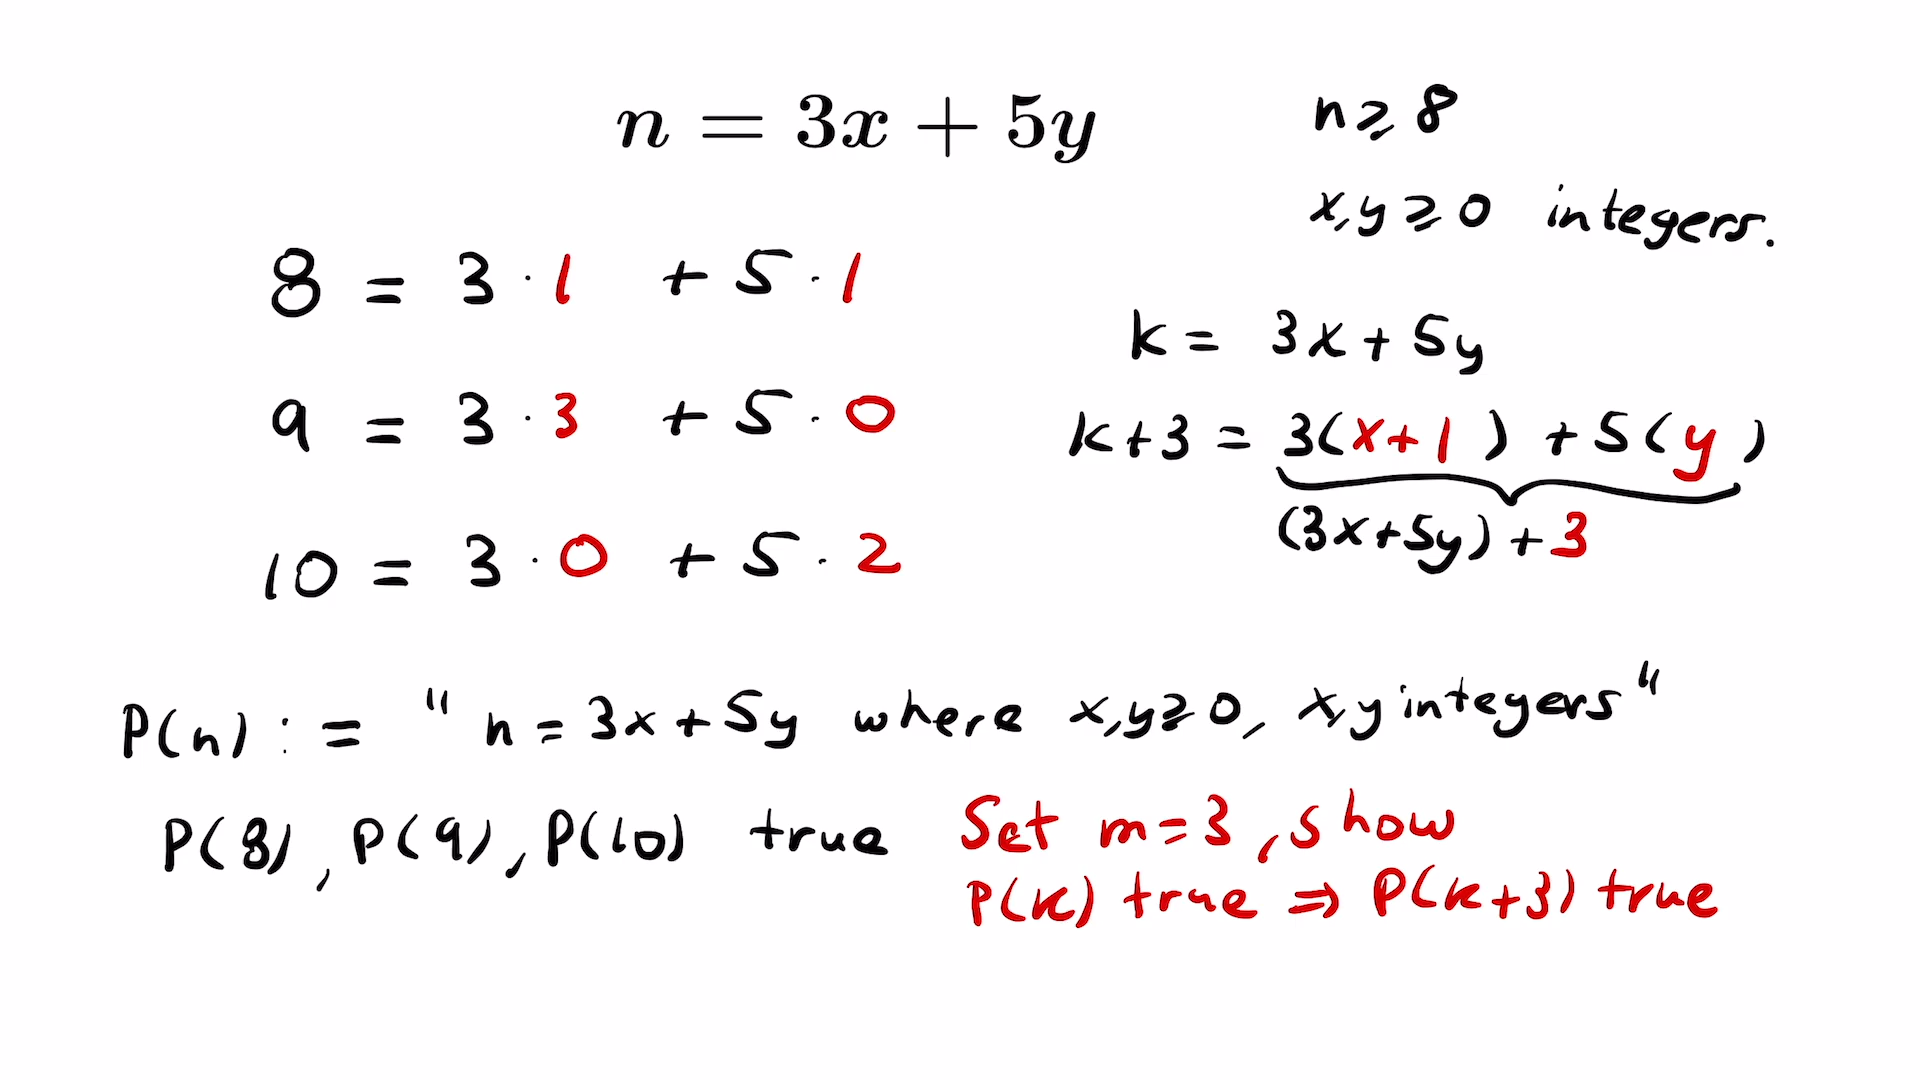 n = 3x + 5y
n ≥ 8
x, y ≥ 0 integers.
8 = 3 · 1 + 5 · 1
9 = 3 · 3 + 5 · 0
10 = 3 · 0 + 5 · 2
k = 3x + 5y
k+3 = 3(x+1) + 5(y)
(3x+5y) + 3
P(n) := " n = 3x + 5y where x,y ≥ 0, x,y integers "
P(8), P(9), P(10) true
Set m=3, show
P(k) true ⇒ P(k+3) true